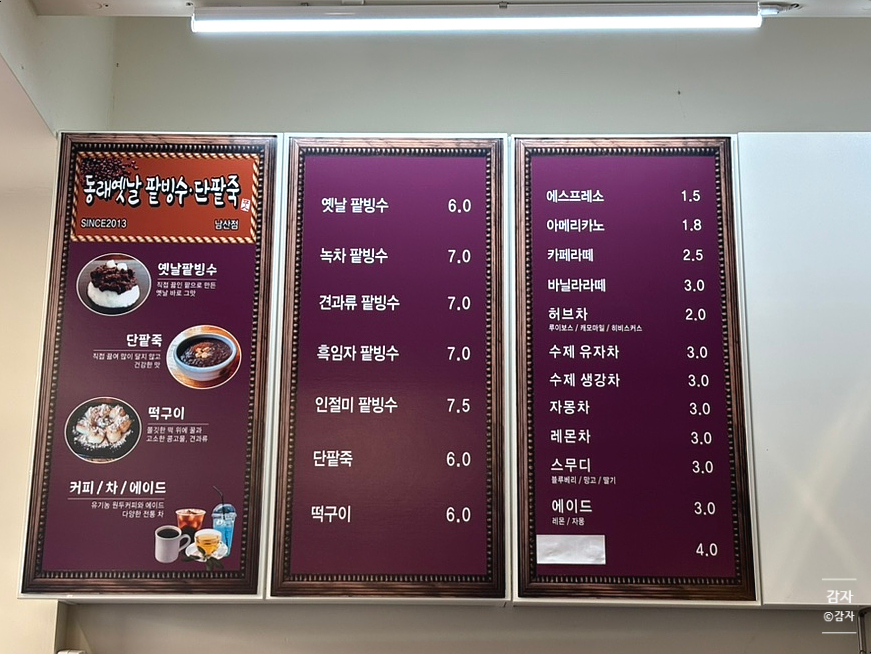 동래옛날 팥빙수·단팥죽
SINCE2013
남산점
옛날팥빙수
직접 끓인 팥으로 만든
옛날 바로 그맛
단팥죽
직접 끓여 많이 달지 않고
건강한 맛
떡구이
쫄깃한 떡 위에 꿀과
고소한 콩고물, 견과류
커피 / 차 / 에이드
유기농 원두커피와 에이드
다양한 전통 차
옛날 팥빙수 6.0
녹차 팥빙수 7.0
견과류 팥빙수 7.0
흑임자 팥빙수 7.0
인절미 팥빙수 7.5
단팥죽 6.0
떡구이 6.0
에스프레소 1.5
아메리카노 1.8
카페라떼 2.5
바닐라라떼 3.0
허브차 2.0
루이보스 / 캐모마일 / 히비스커스
수제 유자차 3.0
수제 생강차 3.0
자몽차 3.0
레몬차 3.0
스무디 3.0
블루베리 / 망고 / 딸기
에이드 3.0
레몬 / 자몽
4.0
감자
©감자